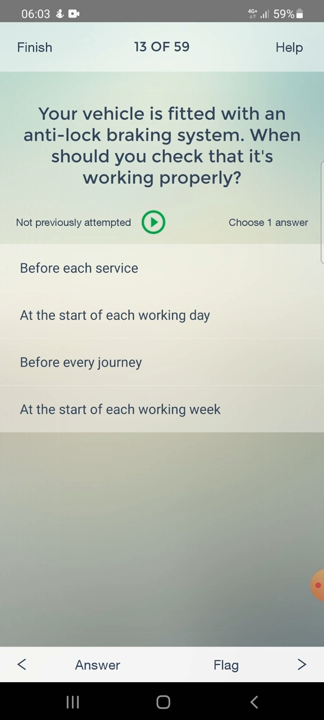 06:03 4G+ 59%
Finish 13 OF 59 Help
Your vehicle is fitted with an
anti-lock braking system. When
should you check that it's
working properly?
Not previously attempted Choose 1 answer
Before each service
At the start of each working day
Before every journey
At the start of each working week
< Answer Flag >